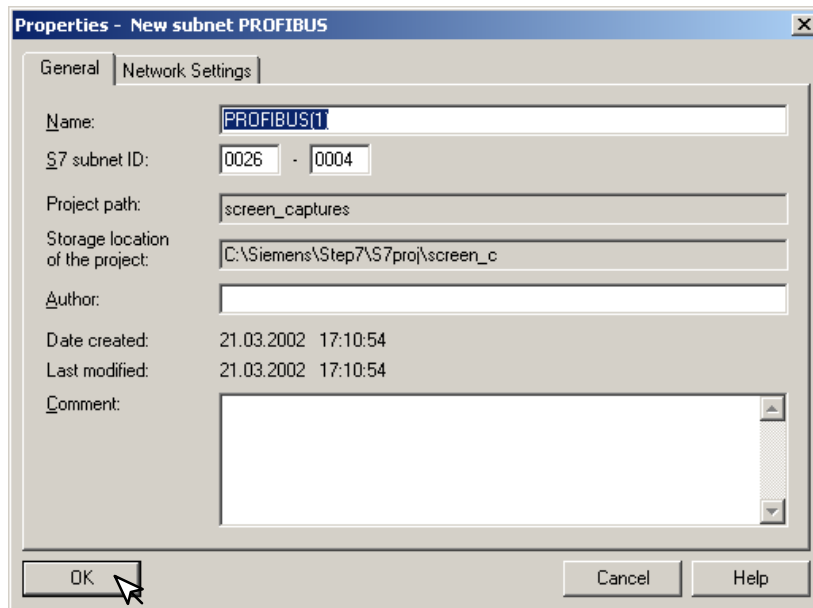 Properties - New subnet PROFIBUS
General Network Settings
Name: PROFIBUS(1)
S7 subnet ID: 0026 - 0004
Project path: screen_captures
Storage location
of the project: C:\Siemens\Step7\S7proj\screen_c
Author:
Date created: 21.03.2002 17:10:54
Last modified: 21.03.2002 17:10:54
Comment:
OK Cancel Help